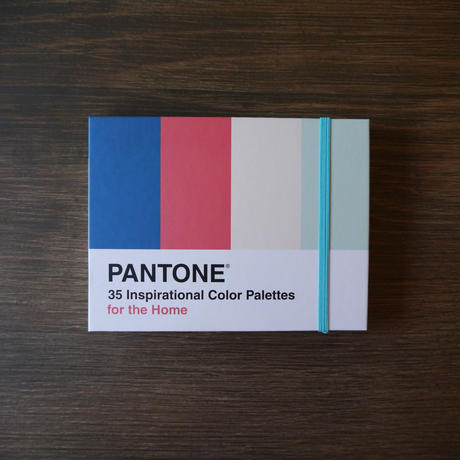 PANTONE®
35 Inspirational Color Palettes
for the Home